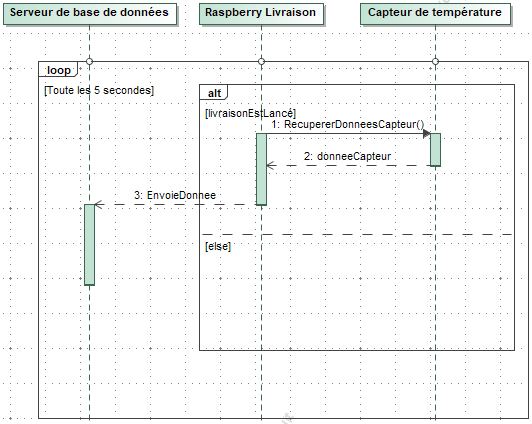 Serveur de base de données
Raspberry Livraison
Capteur de température
loop
[Toute les 5 secondes]
alt
[livraisonEstLancé]
1: RecupererDonneesCapteur()
2: donneeCapteur
3: EnvoieDonnee
[else]